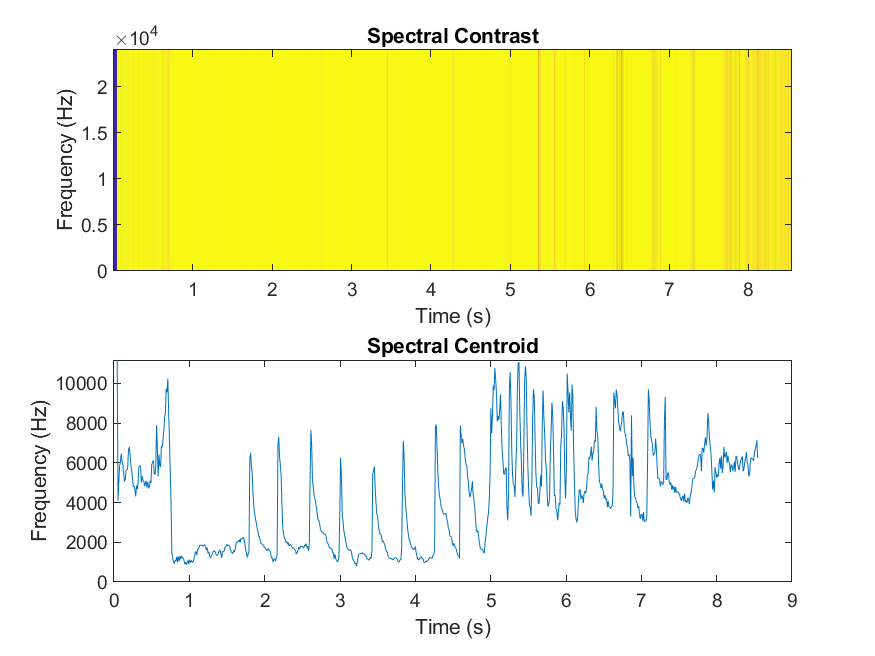 Spectral Contrast
×10^4
2
1.5
1
0.5
0
Frequency (Hz)
1 2 3 4 5 6 7 8
Time (s)
Spectral Centroid
10000
8000
6000
4000
2000
0
Frequency (Hz)
0 1 2 3 4 5 6 7 8 9
Time (s)